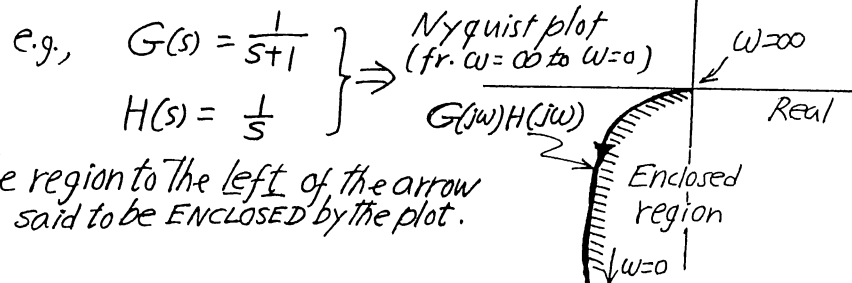 e.g., G(s) = 1/(s+1)
H(s) = 1/s
⇒ Nyquist plot
(fr. ω = ∞ to ω=0)
ω=∞
G(jω)H(jω)
Real
e region to The left of the arrow
said to be ENCLOSED by the plot.
Enclosed
region
ω=0